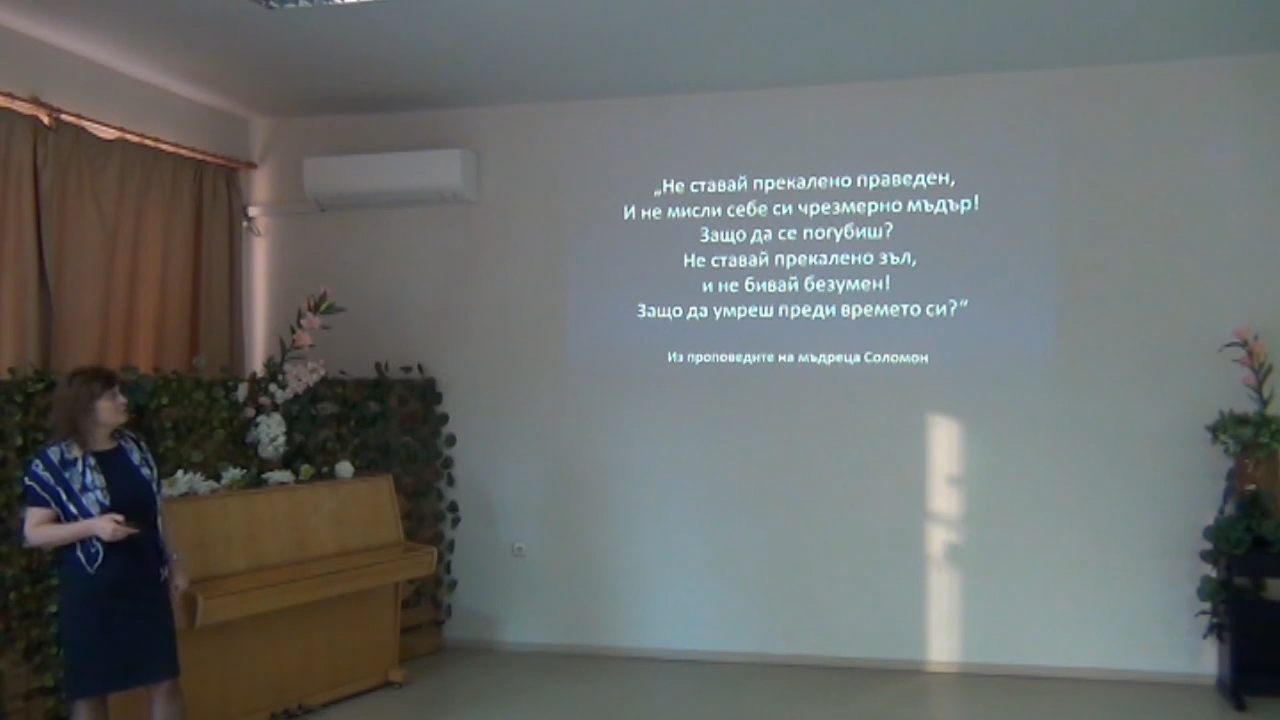 „Не ставай прекалено праведен,
И не мисли себе си чрезмерно мъдър!
Защо да се погубиш?
Не ставай прекалено зъл,
и не бивай безумен!
Защо да умреш преди времето си?“
Из проповедите на мъдреца Соломон